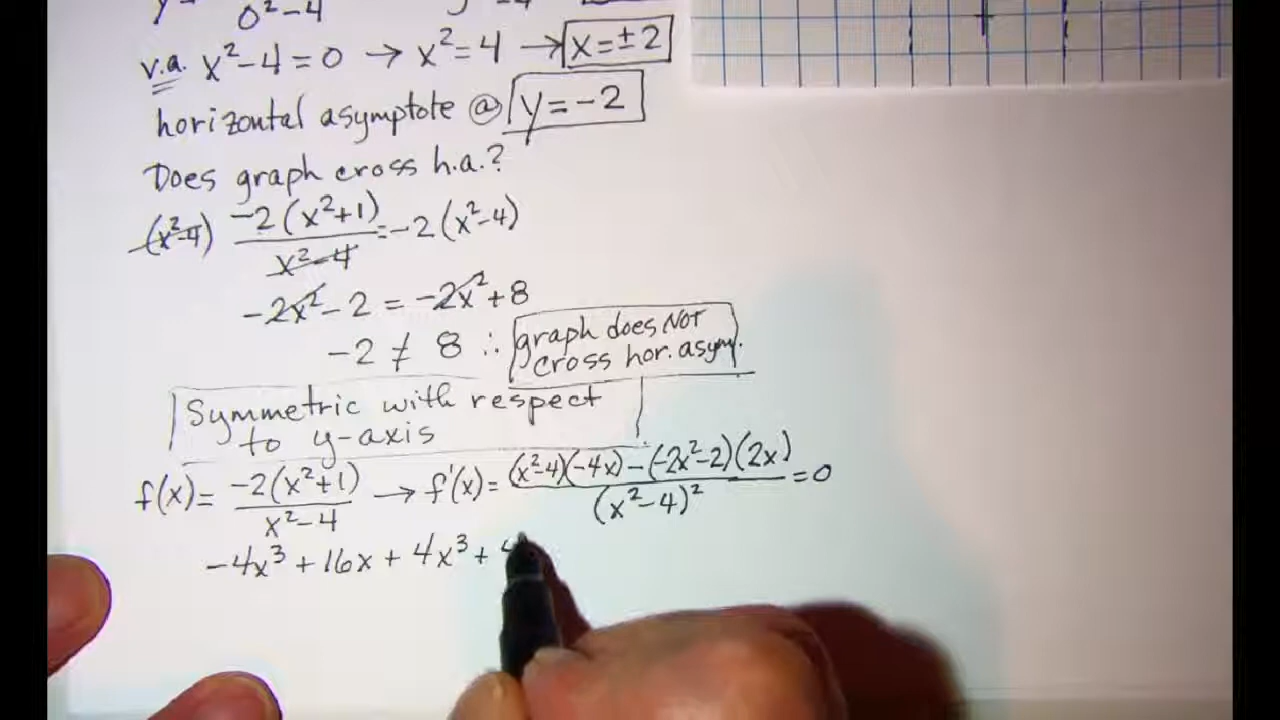 y= 0²-4 y -4
v.a. x²-4=0 → x²=4 → x=±2
horizontal asymptote @ y=-2
Does graph cross h.a.?
(x²-4) -2(x²+1)/x²-4 = -2(x²-4)
-2x²-2 = -2x²+8
-2 ≠ 8 ∴ graph does NOT
cross hor. asym.
Symmetric with respect
to y-axis
f(x)= -2(x²+1)/x²-4 → f'(x)= (x²-4)(-4x)-(-2x²-2)(2x)/(x²-4)² =0
-4x³+16x+4x³+